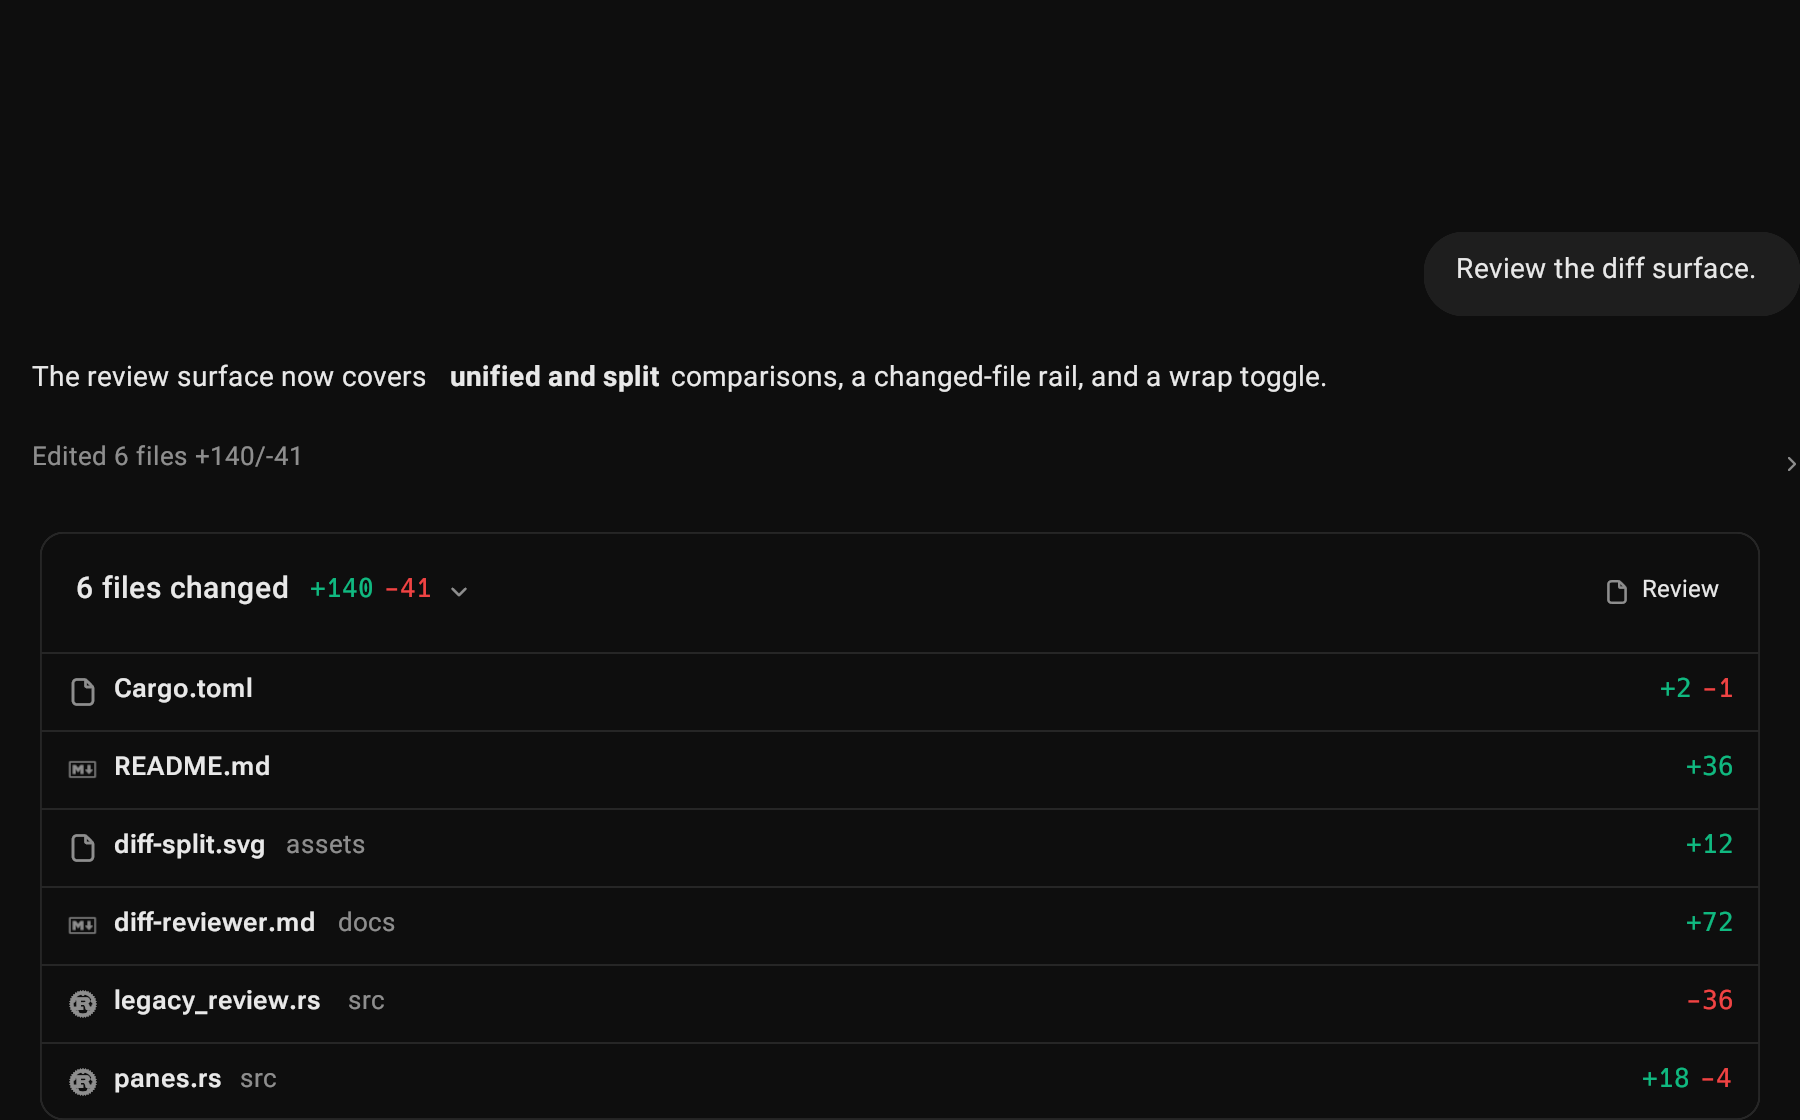 Review the diff surface.
The review surface now covers unified and split comparisons, a changed-file rail, and a wrap toggle.
Edited 6 files +140/-41
6 files changed +140 -41
Review
Cargo.toml +2 -1
README.md +36
diff-split.svg assets +12
diff-reviewer.md docs +72
legacy_review.rs src -36
panes.rs src +18 -4